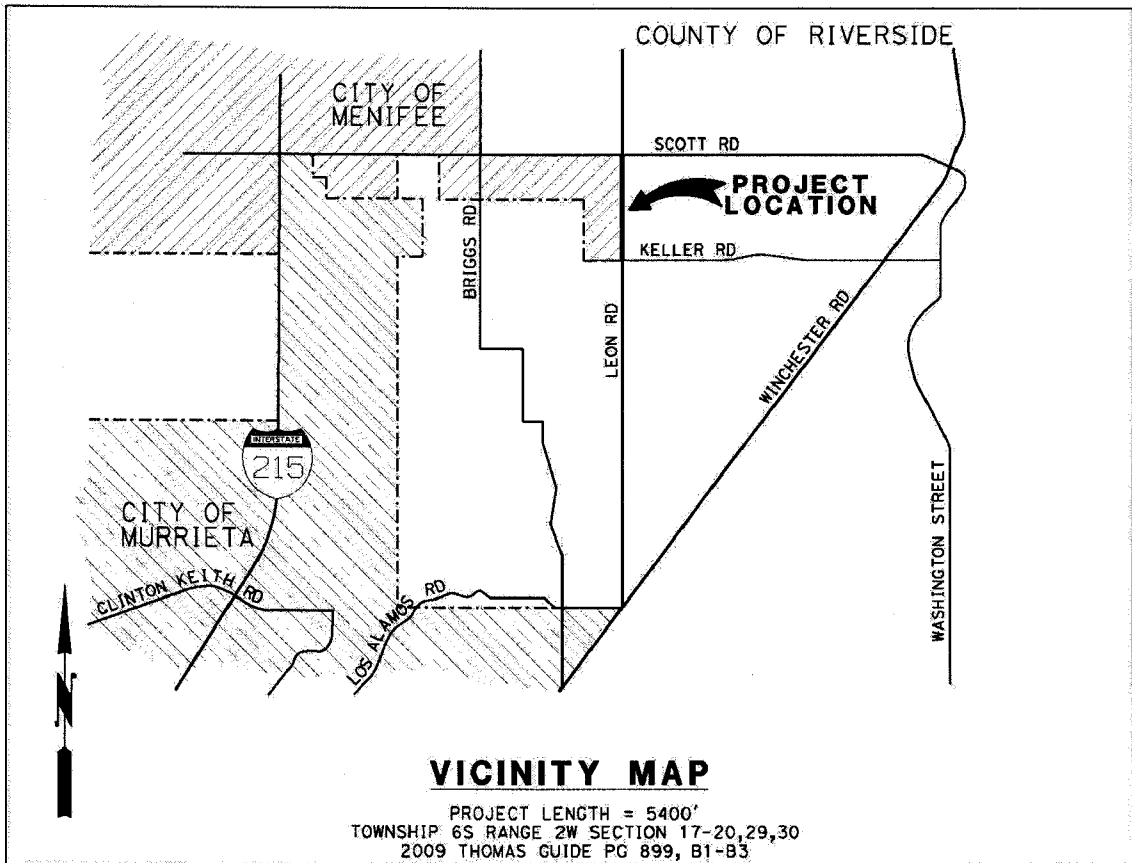 COUNTY OF RIVERSIDE
CITY OF
MENIFEE
SCOTT RD
PROJECT
LOCATION
BRIGGS RD
KELLER RD
LEON RD
WINCHESTER RD
INTERSTATE
215
CITY OF
MURRIETA
CLINTON KEITH RD
LOS ALAMOS RD
WASHINGTON STREET
N
VICINITY MAP
PROJECT LENGTH = 5400'
TOWNSHIP 6S RANGE 2W SECTION 17-20,29,30
2009 THOMAS GUIDE PG 899, B1-B3